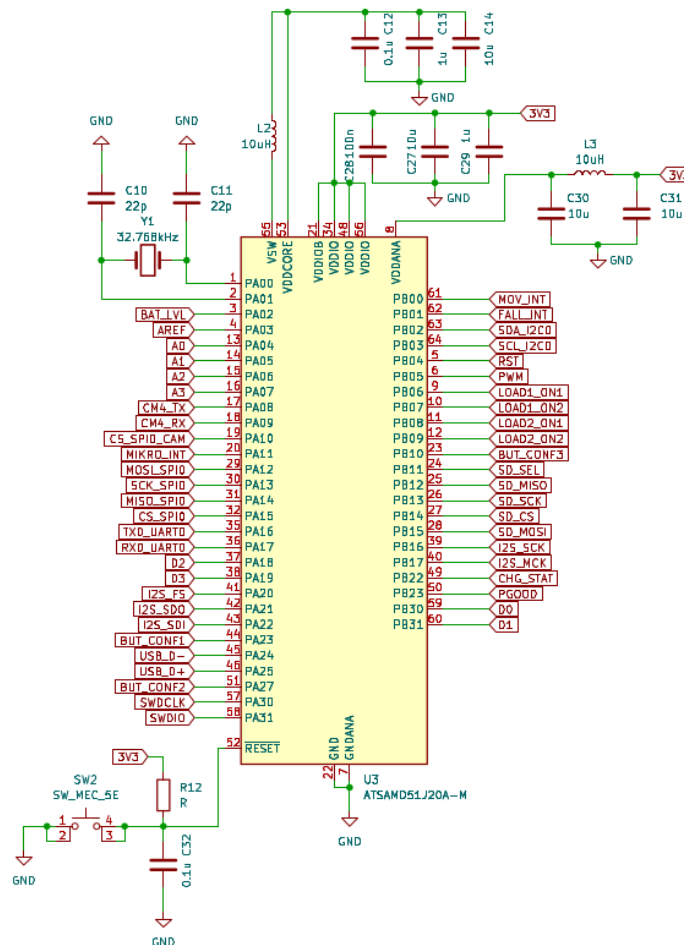 0.1u C12
1u C13
10u C14
GND
GND
GND
L2
10uH
3V3
C28 100n
C27 10u
C29 1u
GND
L3
10uH
3V3
C30
10u
C31
10u
GND
C10
22p
C11
22p
Y1
32.768kHz
55 VSW
53 VDDCORE
21 VDDIOB
34 VDDIO
48 VDDIO
56 VDDIO
8 VDDANA
1 PA00
2 PA01
BAT_LVL 3 PA02
AREF 4 PA03
A0 13 PA04
A1 14 PA05
A2 15 PA06
A3 16 PA07
CM4_TX 17 PA08
CM4_RX 18 PA09
CS_SPI0_CAM 19 PA10
MIKRO_INT 20 PA11
MOSI_SPI0 29 PA12
SCK_SPI0 30 PA13
MISO_SPI0 31 PA14
CS_SPI0 32 PA15
TXD_UART0 35 PA16
RXD_UART0 36 PA17
D2 37 PA18
D3 38 PA19
I2S_FS 41 PA20
I2S_SDO 42 PA21
I2S_SDI 43 PA22
BUT_CONF1 44 PA23
USB_D- 45 PA24
USB_D+ 46 PA25
BUT_CONF2 51 PA27
SWDCLK 57 PA30
SWDIO 58 PA31
52 RESET
PB00 61 MOV_INT
PB01 62 FALL_INT
PB02 63 SDA_I2C0
PB03 64 SCL_I2C0
PB04 5 RST
PB05 6 PWM
PB06 9 LOAD1_ON1
PB07 10 LOAD1_ON2
PB08 11 LOAD2_ON1
PB09 12 LOAD2_ON2
PB10 23 BUT_CONF3
PB11 24 SD_SEL
PB12 25 SD_MISO
PB13 26 SD_SCK
PB14 27 SD_CS
PB15 28 SD_MOSI
PB16 39 I2S_SCK
PB17 40 I2S_MCK
PB22 49 CHG_STAT
PB23 50 PGOOD
PB30 59 D0
PB31 60 D1
22 GND
7 GNDANA
U3
ATSAMD51J20A-M
GND
3V3
R12
R
SW2
SW_MEC_5E
1 4
2 3
0.1u C32
GND
GND